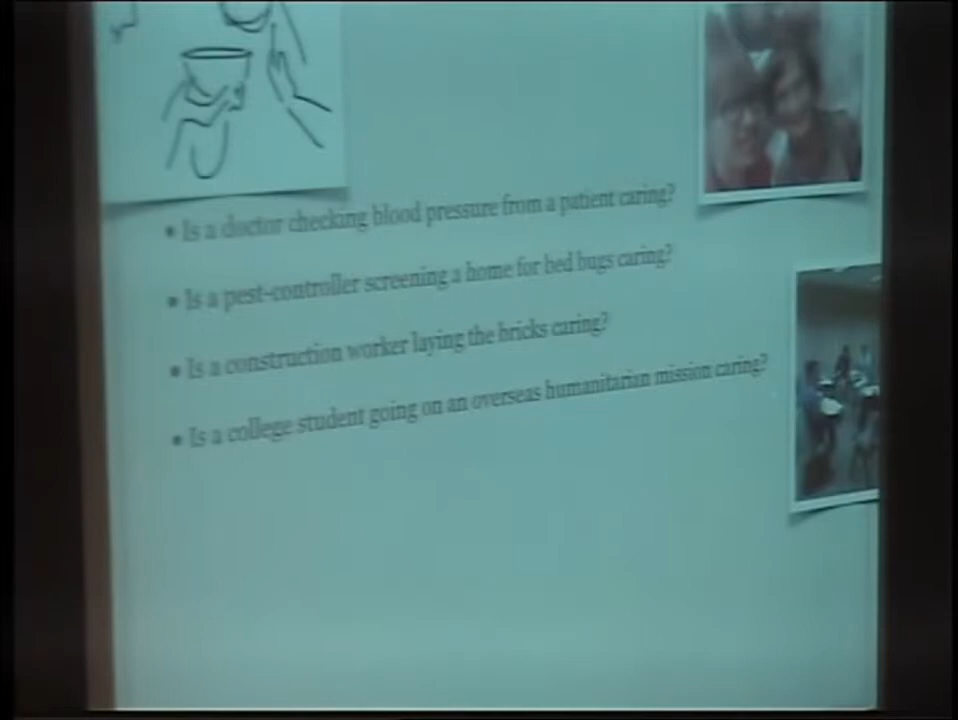 • Is a doctor checking blood pressure from a patient caring?
• Is a pest-controller screening a home for bed bugs caring?
• Is a construction worker laying the bricks caring?
• Is a college student going on an overseas humanitarian mission caring?